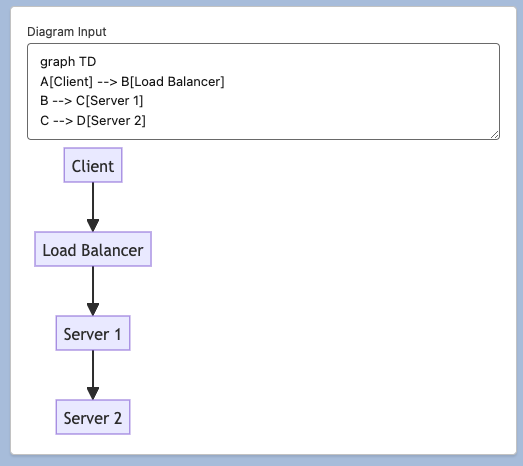 Diagram Input
graph TD
A[Client] --> B[Load Balancer]
B --> C[Server 1]
C --> D[Server 2]
Client
Load Balancer
Server 1
Server 2